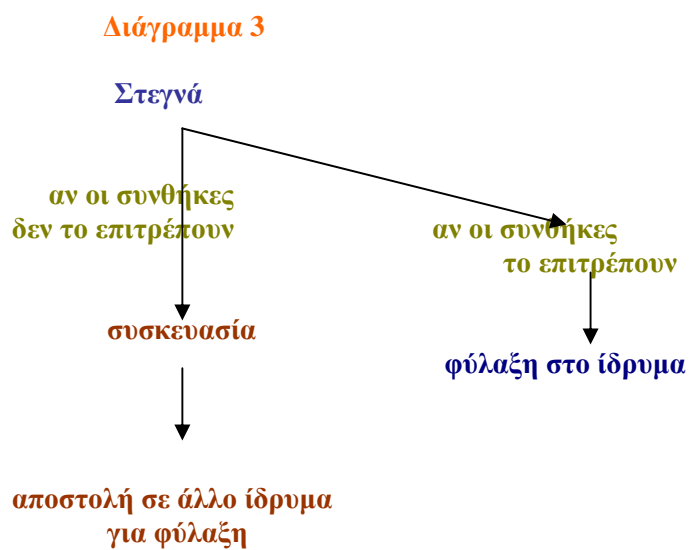 Διάγραμμα 3
Στεγνά
αν οι συνθήκες
δεν το επιτρέπουν
αν οι συνθήκες
το επιτρέπουν
συσκευασία
φύλαξη στο ίδρυμα
αποστολή σε άλλο ίδρυμα
για φύλαξη